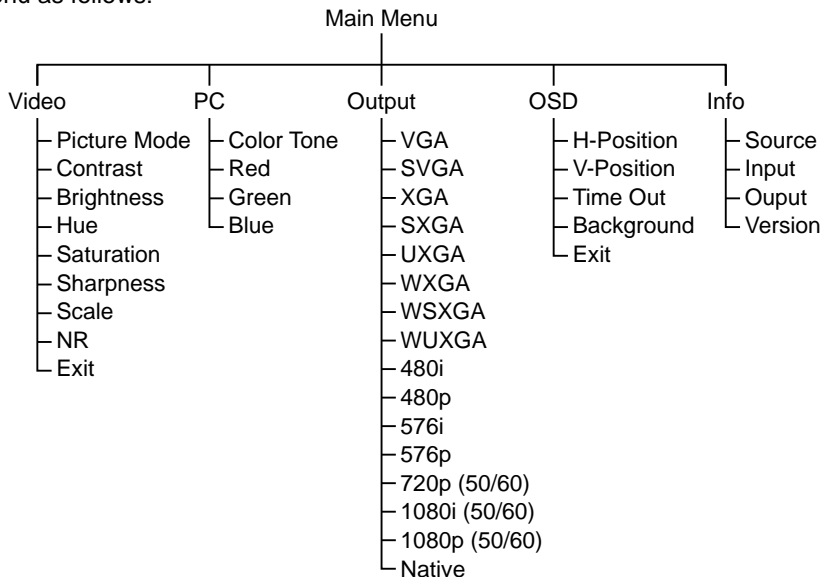 as follows:
Main Menu
Video
Picture Mode
Contrast
Brightness
Hue
Saturation
Sharpness
Scale
NR
Exit
PC
Color Tone
Red
Green
Blue
Output
VGA
SVGA
XGA
SXGA
UXGA
WXGA
WSXGA
WUXGA
480i
480p
576i
576p
720p (50/60)
1080i (50/60)
1080p (50/60)
Native
OSD
H-Position
V-Position
Time Out
Background
Exit
Info
Source
Input
Ouput
Version